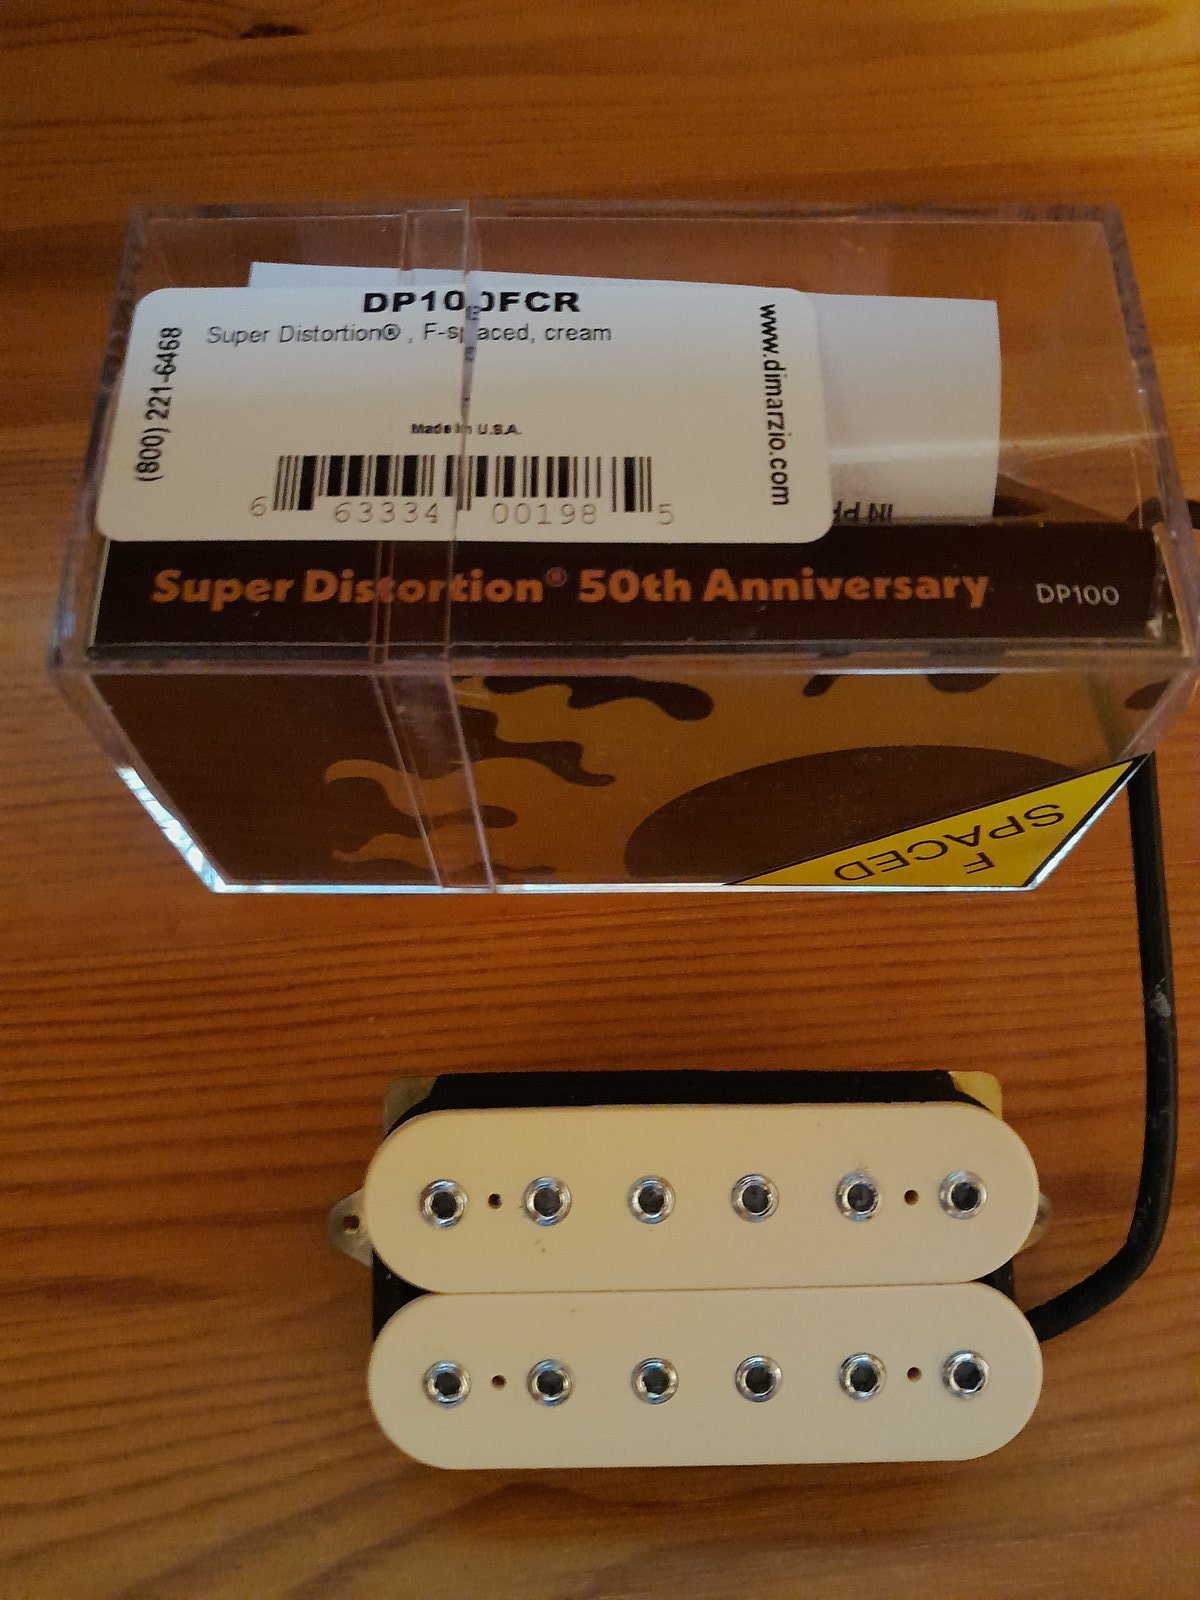 DP100FCR
Super Distortion® , F-spaced, cream
(800) 221-6468
www.dimarzio.com
Made in U.S.A.
6 63334 00198 5
IN
Super Distortion® 50th Anniversary DP100
F
SPACED